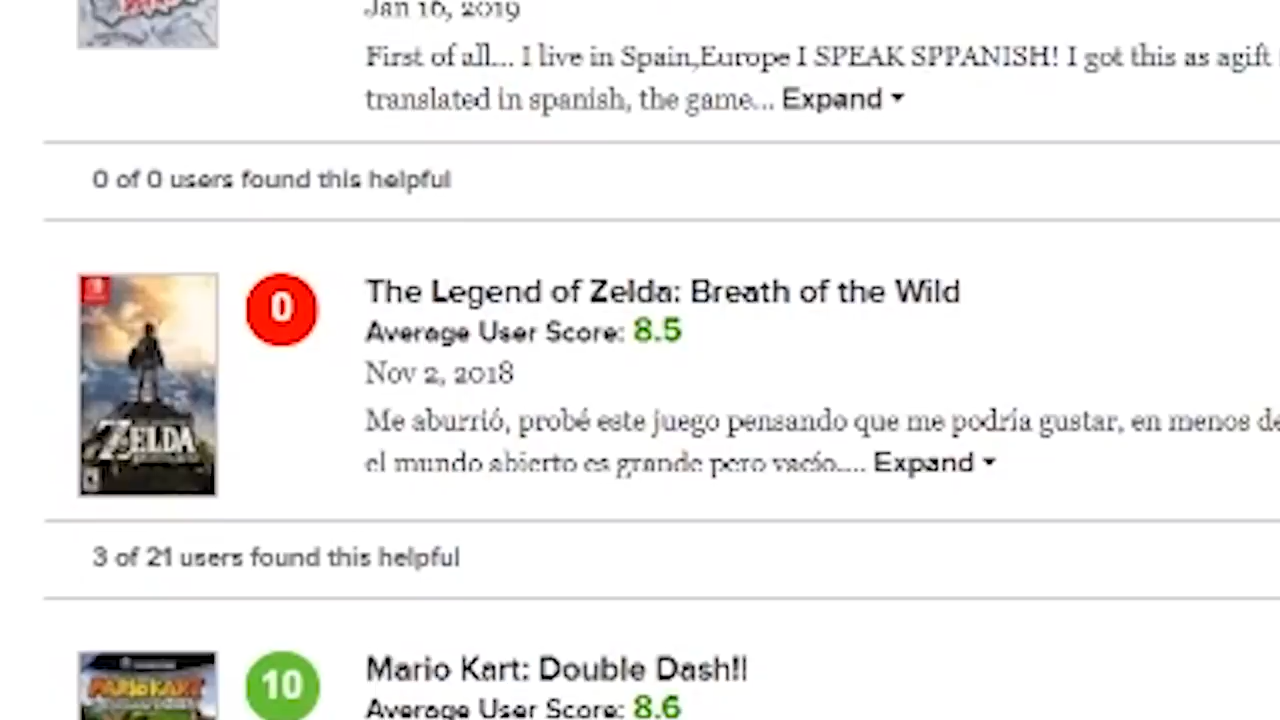 Jan 16, 2019
First of all... I live in Spain,Europe I SPEAK SPPANISH! I got this as agift
translated in spanish, the game... Expand
0 of 0 users found this helpful
0
The Legend of Zelda: Breath of the Wild
Average User Score: 8.5
Nov 2, 2018
Me aburrió, probé este juego pensando que me podría gustar, en menos de
el mundo abierto es grande pero vacío.... Expand
ZELDA
3 of 21 users found this helpful
10
Mario Kart: Double Dash!!
Average User Score: 8.6
MARIO KART